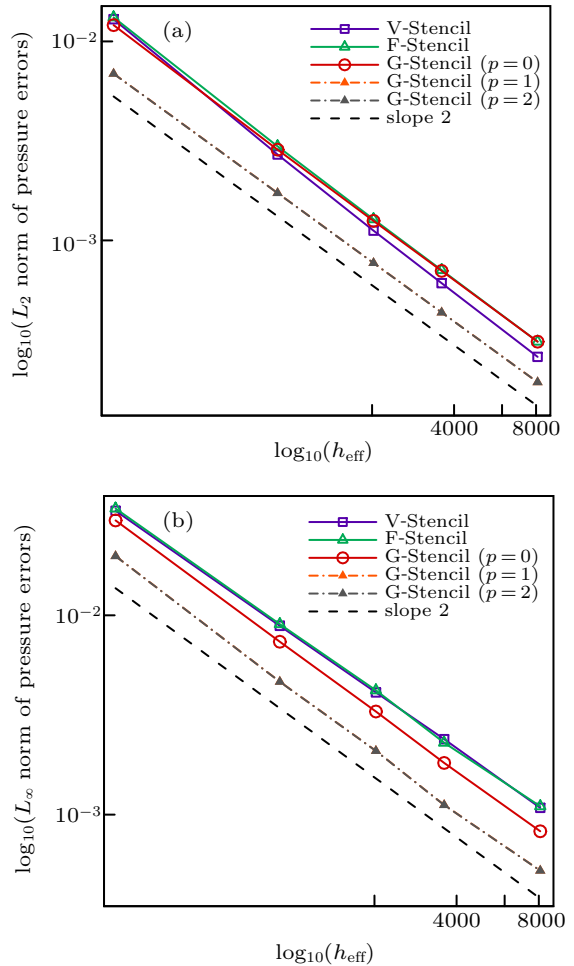 (a)
V-Stencil
F-Stencil
G-Stencil (p = 0)
G-Stencil (p = 1)
G-Stencil (p = 2)
slope 2
10⁻²
10⁻³
log₁₀(L₂ norm of pressure errors)
4000 8000
log₁₀(h_eff)
(b)
V-Stencil
F-Stencil
G-Stencil (p = 0)
G-Stencil (p = 1)
G-Stencil (p = 2)
slope 2
10⁻²
10⁻³
log₁₀(L∞ norm of pressure errors)
4000 8000
log₁₀(h_eff)